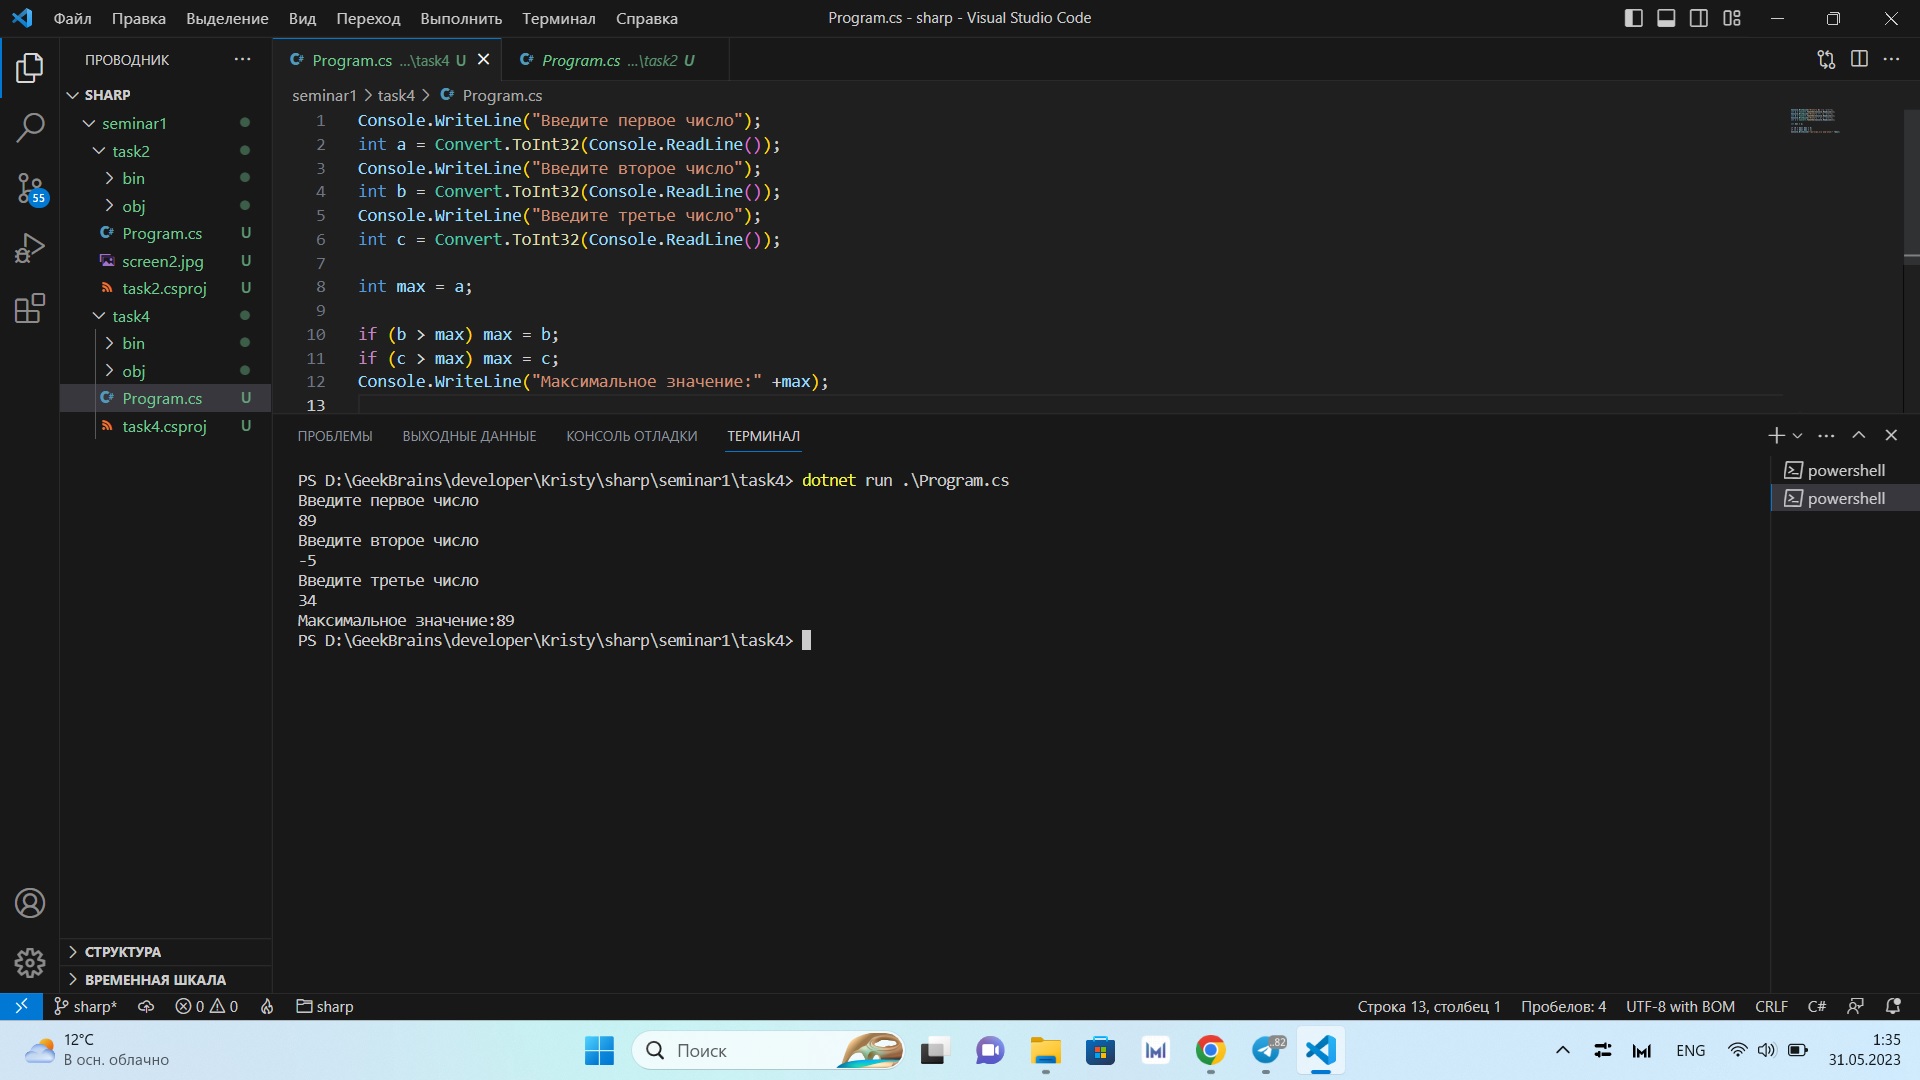 Файл Правка Выделение Вид Переход Выполнить Терминал Справка
Program.cs - sharp - Visual Studio Code
ПРОВОДНИК
SHARP
seminar1
task2
bin
obj
Program.cs U
screen2.jpg U
task2.csproj U
task4
bin
obj
Program.cs U
task4.csproj U
СТРУКТУРА
ВРЕМЕННАЯ ШКАЛА
55
Program.cs ...\task4 U
Program.cs ...\task2 U
seminar1 > task4 > Program.cs
1 Console.WriteLine("Введите первое число");
2 int a = Convert.ToInt32(Console.ReadLine());
3 Console.WriteLine("Введите второе число");
4 int b = Convert.ToInt32(Console.ReadLine());
5 Console.WriteLine("Введите третье число");
6 int c = Convert.ToInt32(Console.ReadLine());
7
8 int max = a;
9
10 if (b > max) max = b;
11 if (c > max) max = c;
12 Console.WriteLine("Максимальное значение:" +max);
13
ПРОБЛЕМЫ ВЫХОДНЫЕ ДАННЫЕ КОНСОЛЬ ОТЛАДКИ ТЕРМИНАЛ
PS D:\GeekBrains\developer\Kristy\sharp\seminar1\task4> dotnet run .\Program.cs
Введите первое число
89
Введите второе число
-5
Введите третье число
34
Максимальное значение:89
PS D:\GeekBrains\developer\Kristy\sharp\seminar1\task4>
powershell
powershell
sharp* 0 0 sharp
Строка 13, столбец 1 Пробелов: 4 UTF-8 with BOM CRLF C#
12°C
В осн. облачно
Поиск
82
ENG
1:35
31.05.2023